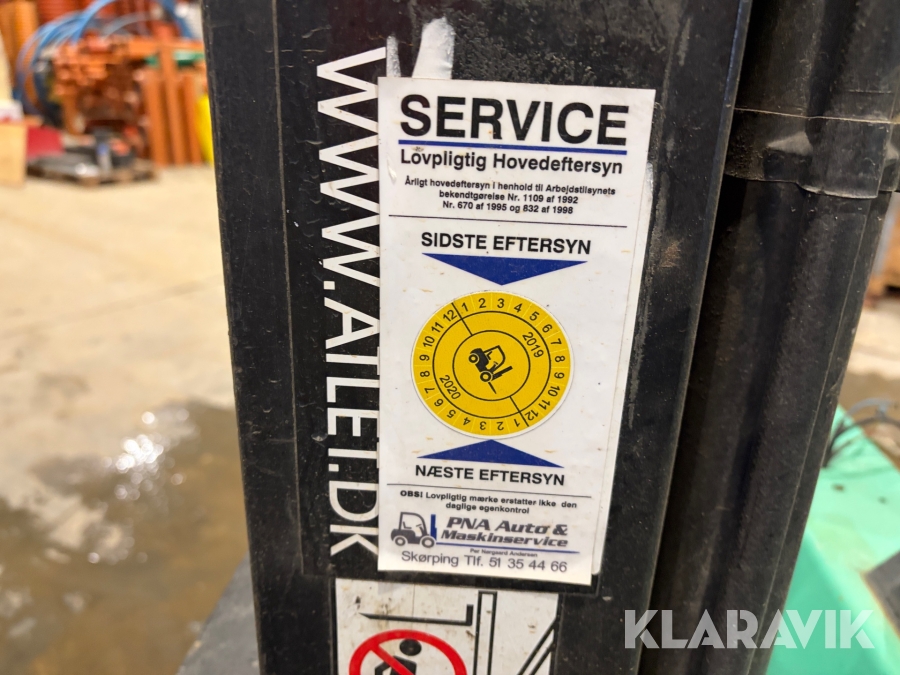 WWW.ATLET.DK
SERVICE
Lovpligtig Hovedeftersyn
Årligt hovedeftersyn i henhold til Arbejdstilsynets
bekendtgørelse Nr. 1109 af 1992
Nr. 670 af 1995 og 832 af 1998
SIDSTE EFTERSYN
1 2 3 4 5 6 7 8 9 10 11 12
2019
1 2 3 4 5 6 7 8 9 10 11 12
2020
NÆSTE EFTERSYN
OBS! Lovpligtig mærke erstatter ikke den
daglige egenkontrol
PNA Auto &
Maskinservice
Per Nørgaard Andersen
Skørping Tlf. 51 35 44 66
KLARAVIK